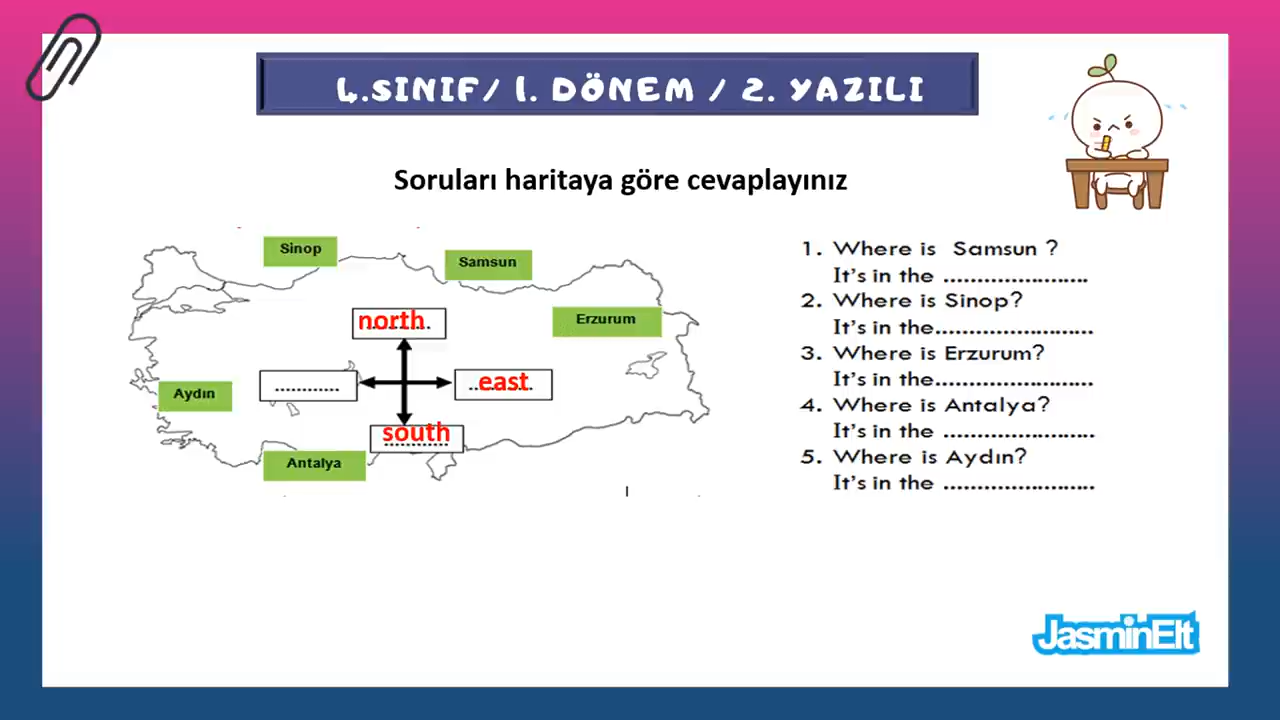 4.SINIF/ 1. DÖNEM / 2. YAZILI
Soruları haritaya göre cevaplayınız
Sinop
Samsun
Erzurum
north
............
east
Aydın
south
Antalya
1. Where is Samsun ?
It's in the ......................
2. Where is Sinop?
It's in the........................
3. Where is Erzurum?
It's in the........................
4. Where is Antalya?
It's in the .......................
5. Where is Aydın?
It's in the .......................
JasminElt